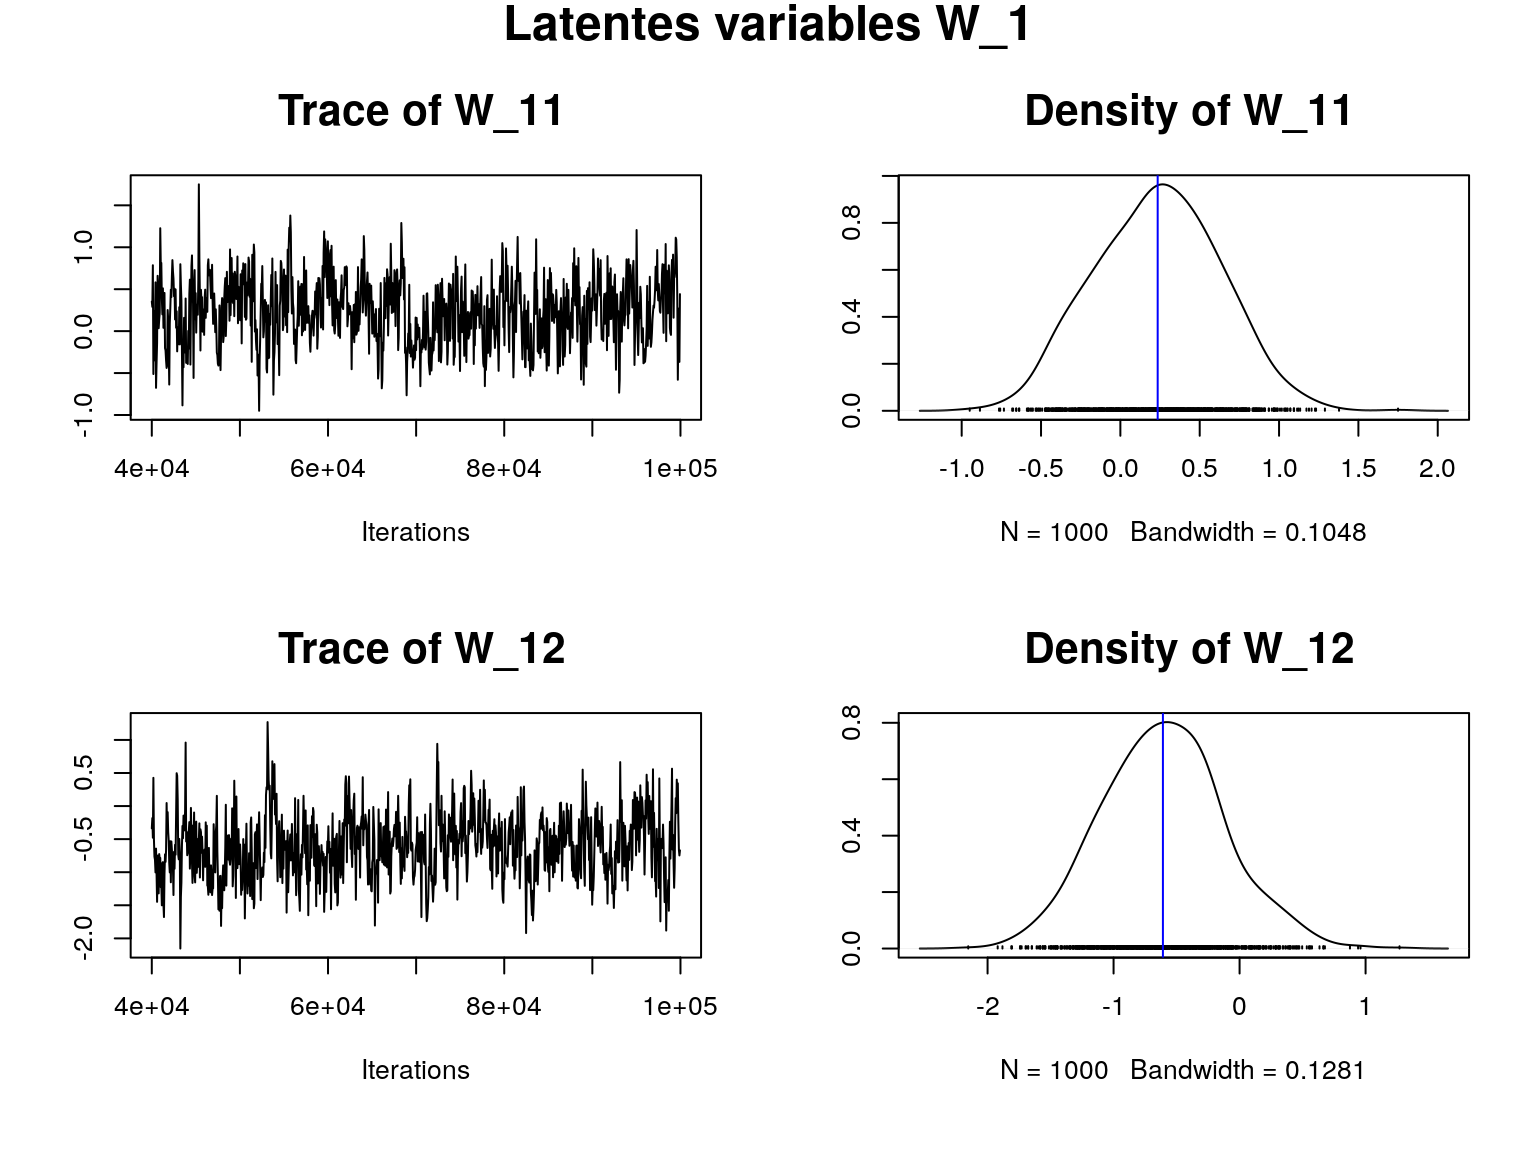 Latentes variables W_1
Trace of W_11
Density of W_11
-1.0 0.0 1.0
4e+04 6e+04 8e+04 1e+05
Iterations
0.0 0.4 0.8
-1.0 -0.5 0.0 0.5 1.0 1.5 2.0
N = 1000 Bandwidth = 0.1048
Trace of W_12
Density of W_12
-2.0 -0.5 0.5
4e+04 6e+04 8e+04 1e+05
Iterations
0.0 0.4 0.8
-2 -1 0 1
N = 1000 Bandwidth = 0.1281